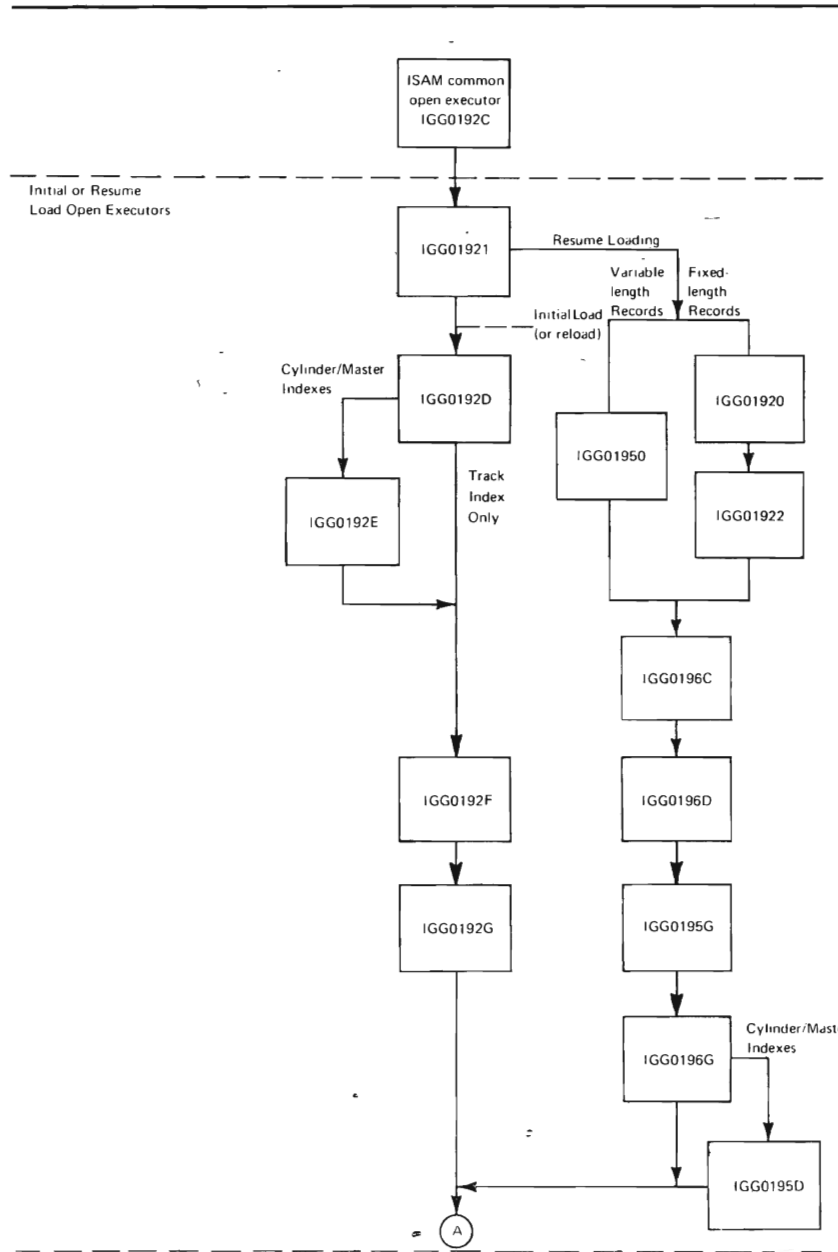 ISAM common
open executor
IGG0192C
Initial or Resume
Load Open Executors
IGG01921
Resume Loading
Variable
length
Records
Fixed-
length
Records
Initial Load
(or reload)
Cylinder/Master
Indexes
IGG0192D
IGG01920
IGG01950
Track
Index
Only
IGG0192E
IGG01922
IGG0196C
IGG0192F
IGG0196D
IGG0192G
IGG0195G
Cylinder/Mast
Indexes
IGG0196G
IGG0195D
A